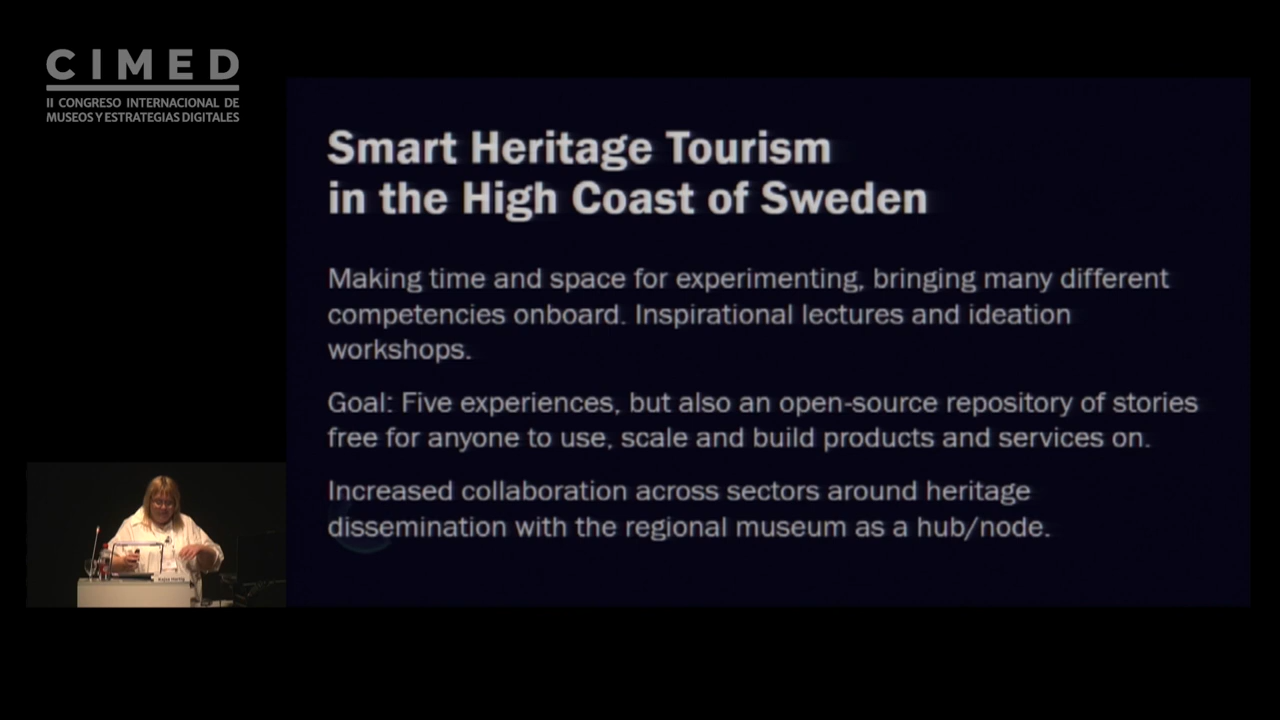 CIMED
II CONGRESO INTERNACIONAL DE
MUSEOS Y ESTRATEGIAS DIGITALES
Smart Heritage Tourism
in the High Coast of Sweden
Making time and space for experimenting, bringing many different
competencies onboard. Inspirational lectures and ideation
workshops.
Goal: Five experiences, but also an open-source repository of stories
free for anyone to use, scale and build products and services on.
Increased collaboration across sectors around heritage
dissemination with the regional museum as a hub/node.